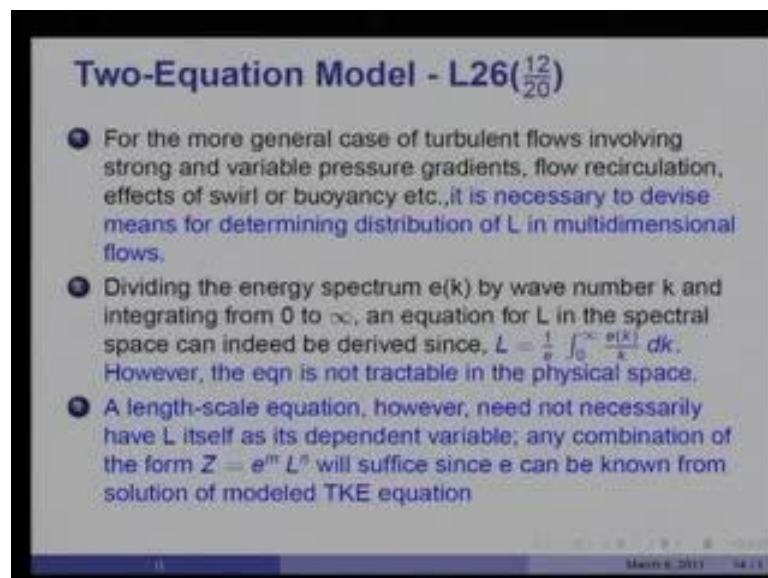 Two-Equation Model - L26(12/20)
For the more general case of turbulent flows involving
strong and variable pressure gradients, flow recirculation,
effects of swirl or buoyancy etc.,it is necessary to devise
means for determining distribution of L in multidimensional
flows.
Dividing the energy spectrum e(k) by wave number k and
integrating from 0 to ∞, an equation for L in the spectral
space can indeed be derived since, L = 1/e ∫₀^∞ e(k)/k dk.
However, the eqn is not tractable in the physical space.
A length-scale equation, however, need not necessarily
have L itself as its dependent variable; any combination of
the form Z = e^m L^n will suffice since e can be known from
solution of modeled TKE equation
March 6, 2011